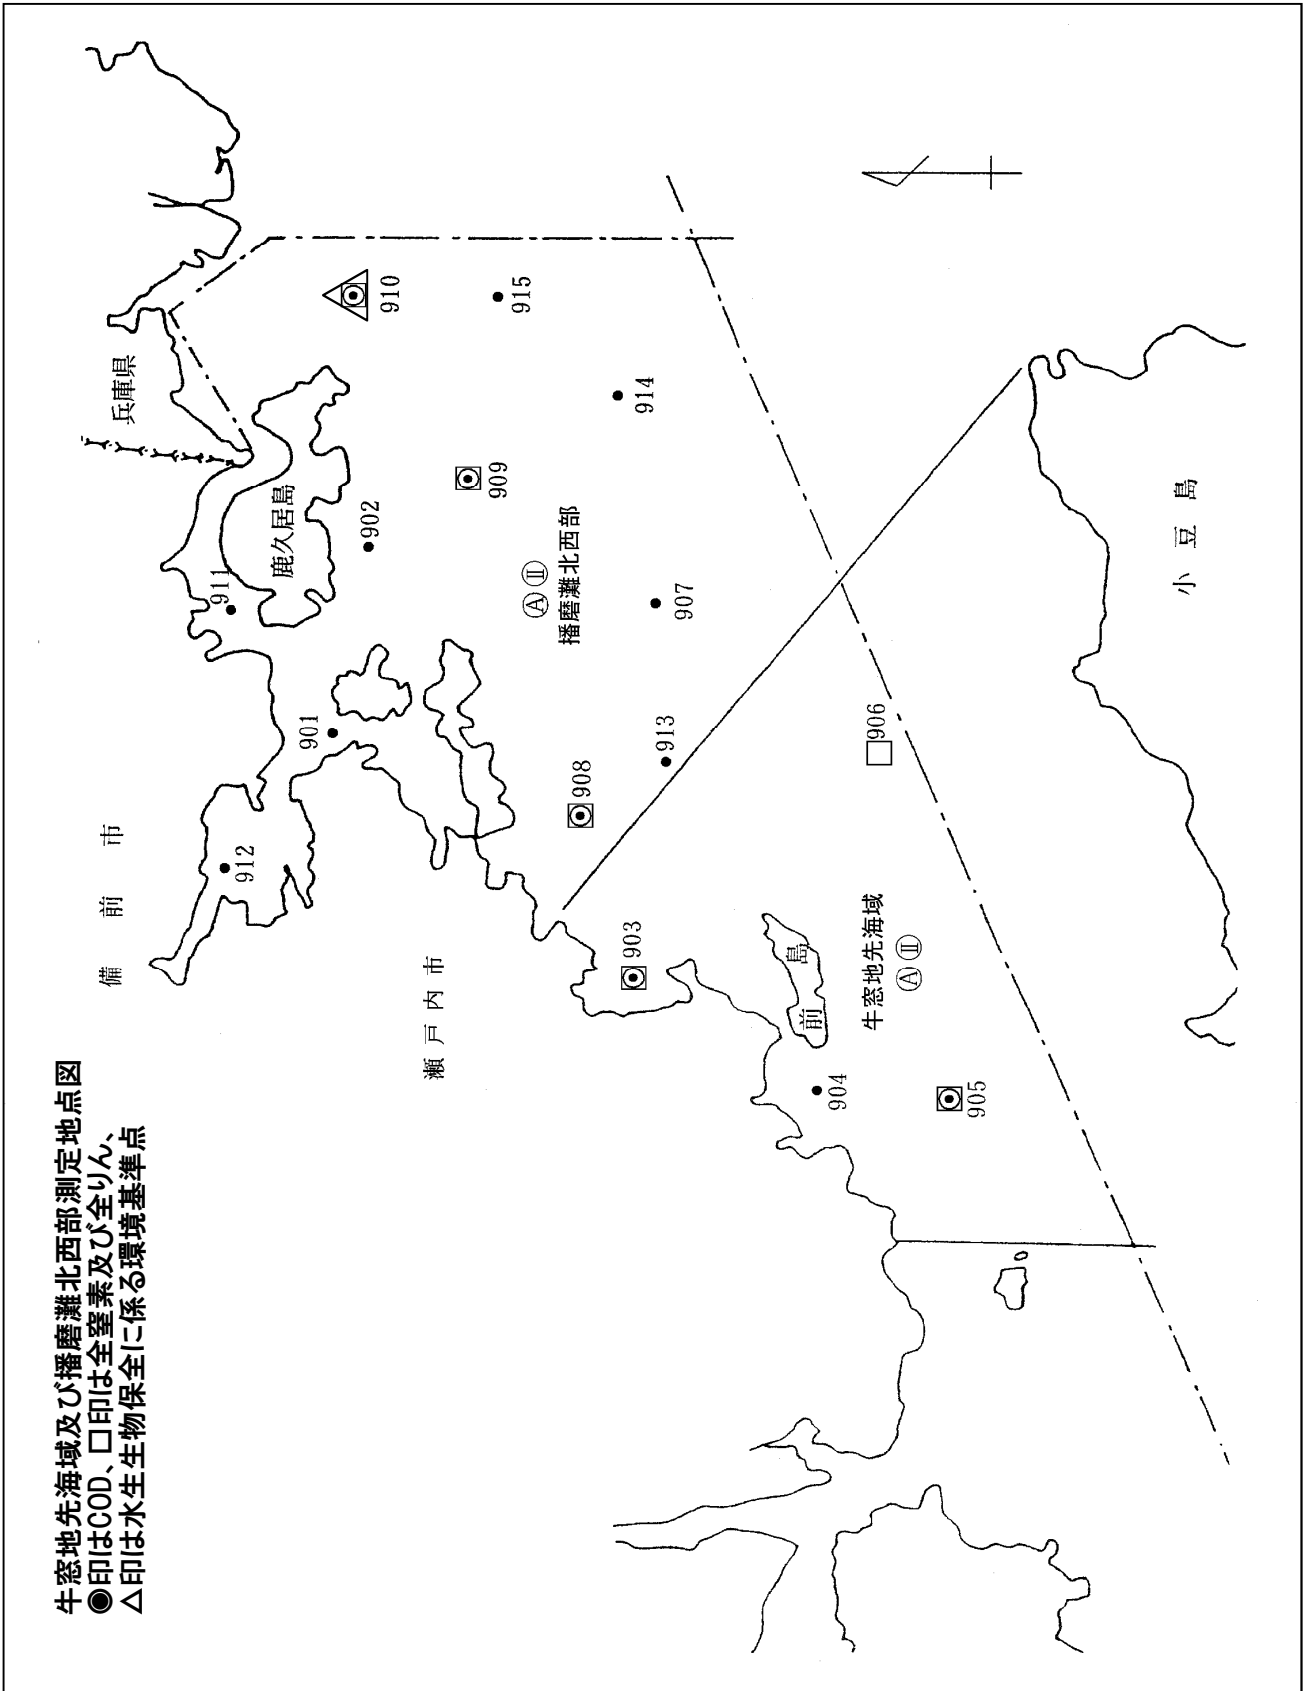 牛窓地先海域及び播磨灘北西部測定地点図
◉印はCOD、□印は全窒素及び全りん、
△印は水生生物保全に係る環境基準点
備前市
兵庫県
瀬戸内市
鹿久居島
912
901
911
902
910
909
915
914
播磨灘北西部
Ⓐ Ⅱ
907
908
913
903
906
前島
904
905
牛窓地先海域
Ⓐ Ⅱ
小豆島